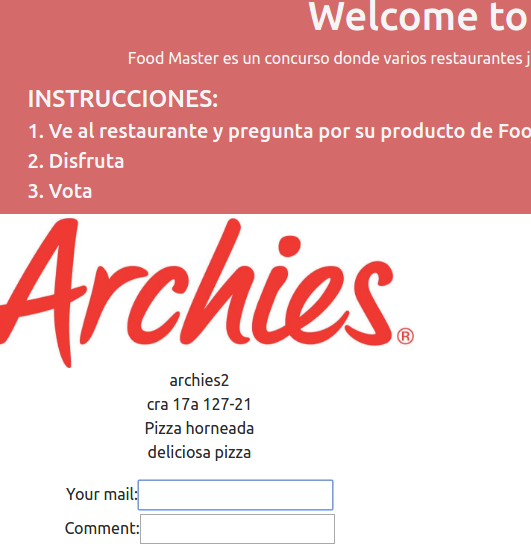 Welcome to
Food Master es un concurso donde varios restaurantes
INSTRUCCIONES:
1. Ve al restaurante y pregunta por su producto de
2. Disfruta
3. Vota
Archies®
archies2
cra 17a 127-21
Pizza horneada
deliciosa pizza
Your mail:
Comment: